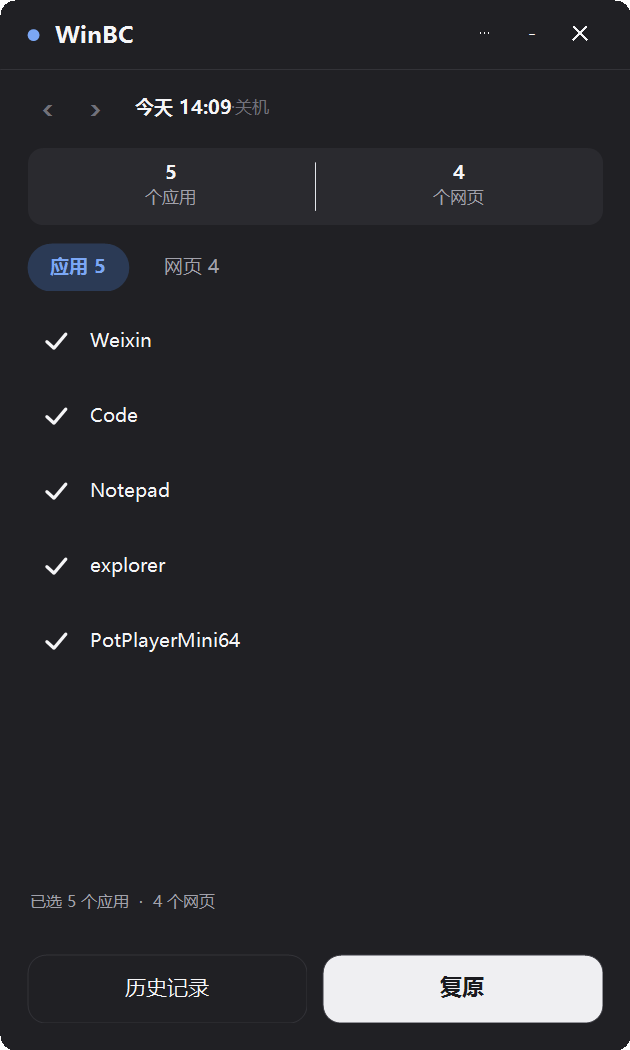 WinBC
‹ › 今天 14:09·关机
5 4
个应用 个网页
应用 5 网页 4
Weixin
Code
Notepad
explorer
PotPlayerMini64
已选 5 个应用 · 4 个网页
历史记录 复原